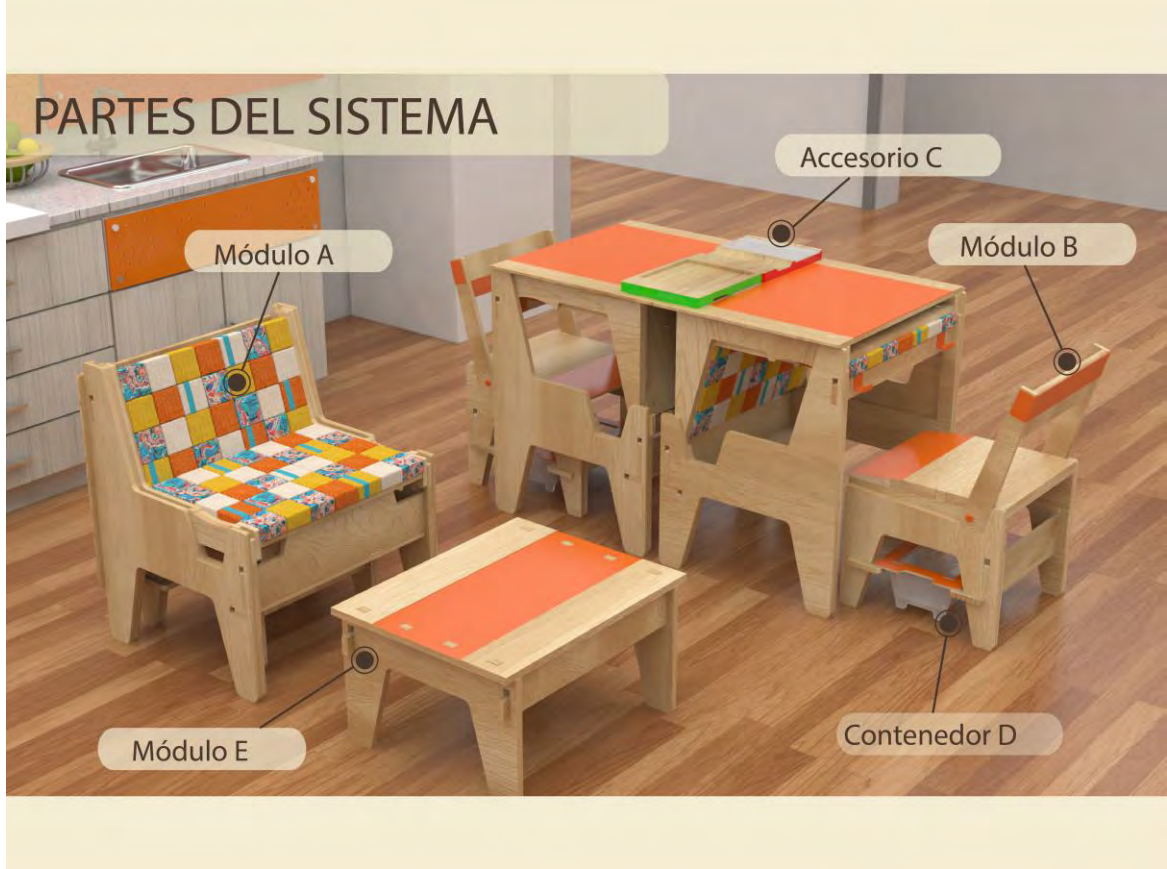 PARTES DEL SISTEMA
Accesorio C
Módulo A
Módulo B
Contenedor D
Módulo E